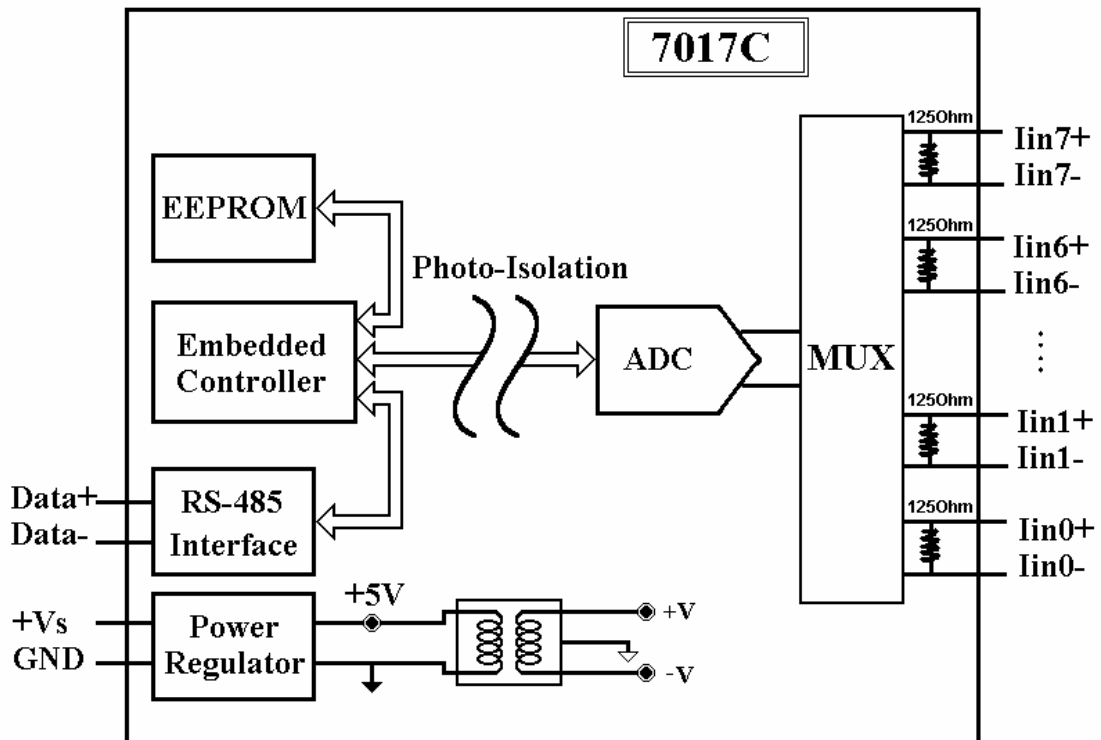 7017C
125Ohm
Iin7+
Iin7-
EEPROM
125Ohm
Iin6+
Iin6-
Photo-Isolation
Embedded
Controller
ADC
MUX
125Ohm
Iin1+
Iin1-
Data+
Data-
RS-485
Interface
125Ohm
Iin0+
Iin0-
+5V
+Vs
GND
Power
Regulator
+V
-V